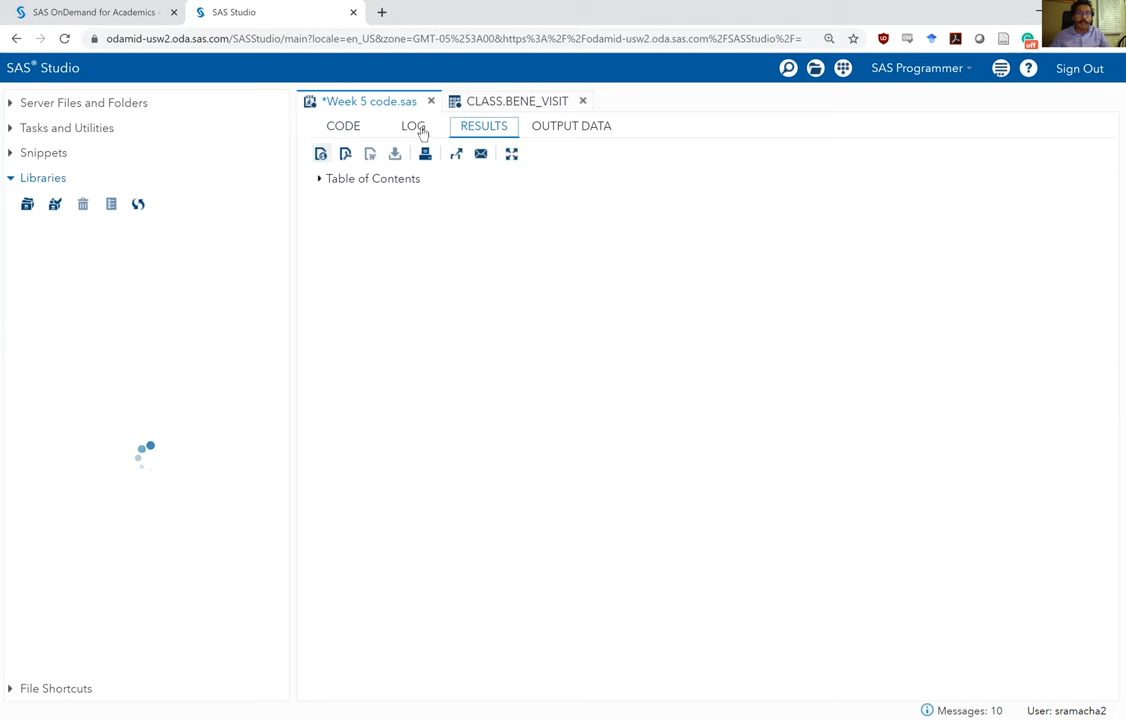 SAS OnDemand for Academics -
SAS Studio
odamid-usw2.oda.sas.com/SASStudio/main?locale=en_US&zone=GMT-05%253A00&https%3A%2F%2Fodamid-usw2.oda.sas.com%2FSASStudio%2F=
off
SAS® Studio
SAS Programmer
Sign Out
Server Files and Folders
Tasks and Utilities
Snippets
Libraries
File Shortcuts
*Week 5 code.sas
CLASS.BENE_VISIT
CODE
LOG
RESULTS
OUTPUT DATA
Table of Contents
Messages: 10
User: sramacha2